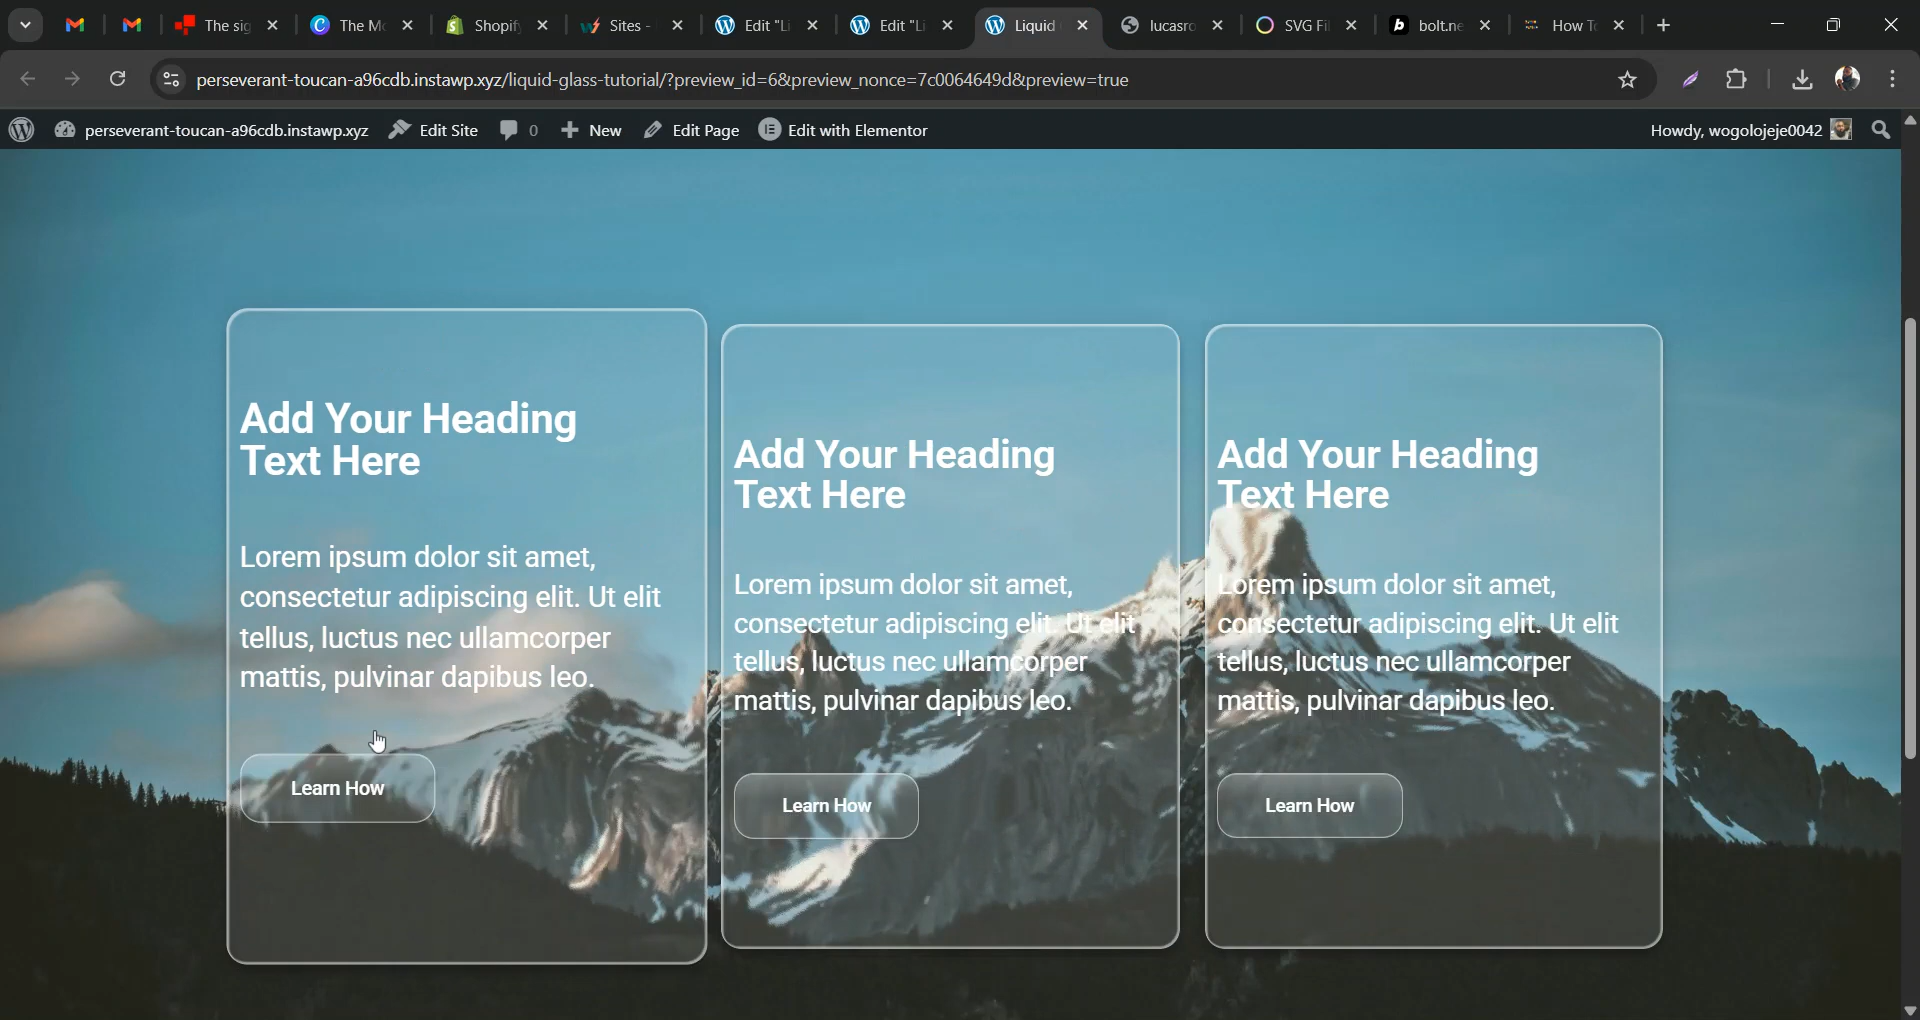 The sig
The Mo
Shopify
Sites -
Edit "Li
Edit "Li
Liquid
lucasro
SVG Fil
bolt.ne
How To
perseverant-toucan-a96cdb.instawp.xyz/liquid-glass-tutorial/?preview_id=6&preview_nonce=7c0064649d&preview=true
perseverant-toucan-a96cdb.instawp.xyz
Edit Site
0
New
Edit Page
Edit with Elementor
Howdy, wogolojeje0042
Add Your Heading
Text Here
Lorem ipsum dolor sit amet,
consectetur adipiscing elit. Ut elit
tellus, luctus nec ullamcorper
mattis, pulvinar dapibus leo.
Learn How
Add Your Heading
Text Here
Lorem ipsum dolor sit amet,
consectetur adipiscing elit. Ut elit
tellus, luctus nec ullamcorper
mattis, pulvinar dapibus leo.
Learn How
Add Your Heading
Text Here
Lorem ipsum dolor sit amet,
consectetur adipiscing elit. Ut elit
tellus, luctus nec ullamcorper
mattis, pulvinar dapibus leo.
Learn How